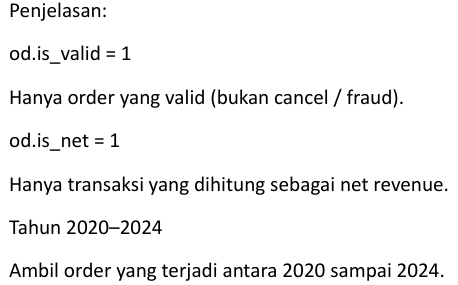 Penjelasan:
od.is_valid = 1
Hanya order yang valid (bukan cancel / fraud).
od.is_net = 1
Hanya transaksi yang dihitung sebagai net revenue.
Tahun 2020–2024
Ambil order yang terjadi antara 2020 sampai 2024.